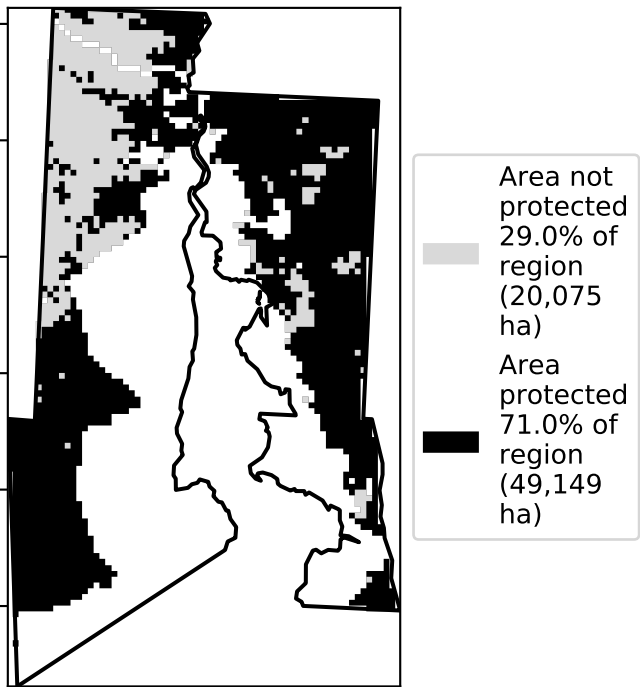 Area not
protected
29.0% of
region
(20,075
ha)
Area
protected
71.0% of
region
(49,149
ha)